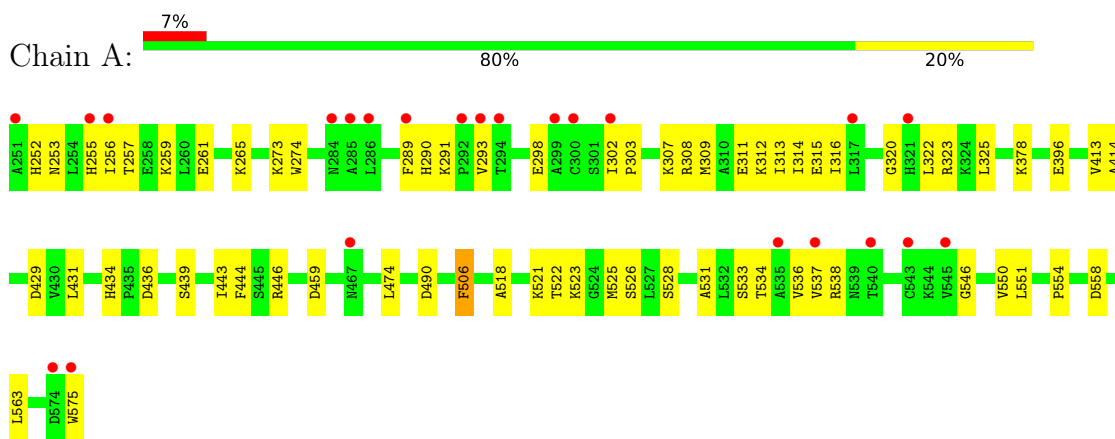 7%
Chain A:
80% 20%
A251 H252 N253 L254 H255 I256 T257 E258 K259 L260 E261 K265 K273 W274 N284 A285 L286 F289 H290 K291 P292 V293 T294 E298 A299 C300 S301 I302 P303 K307 R308 M309 A310 E311 K312 I313 I314 E315 I316 L317 G320 H321 L322 R323 K324 L325 K378 E396 V413 A414
D429 V430 L431 H434 P435 D436 S439 I443 F444 S445 R446 D459 N467 L474 D490 F506 A518 K521 T522 K523 G524 M525 S526 L527 S528 A531 L532 S533 T534 A535 V536 V537 R538 N539 T540 C543 K544 V545 G546 V550 L551 P554 D558
L563 D574 W575